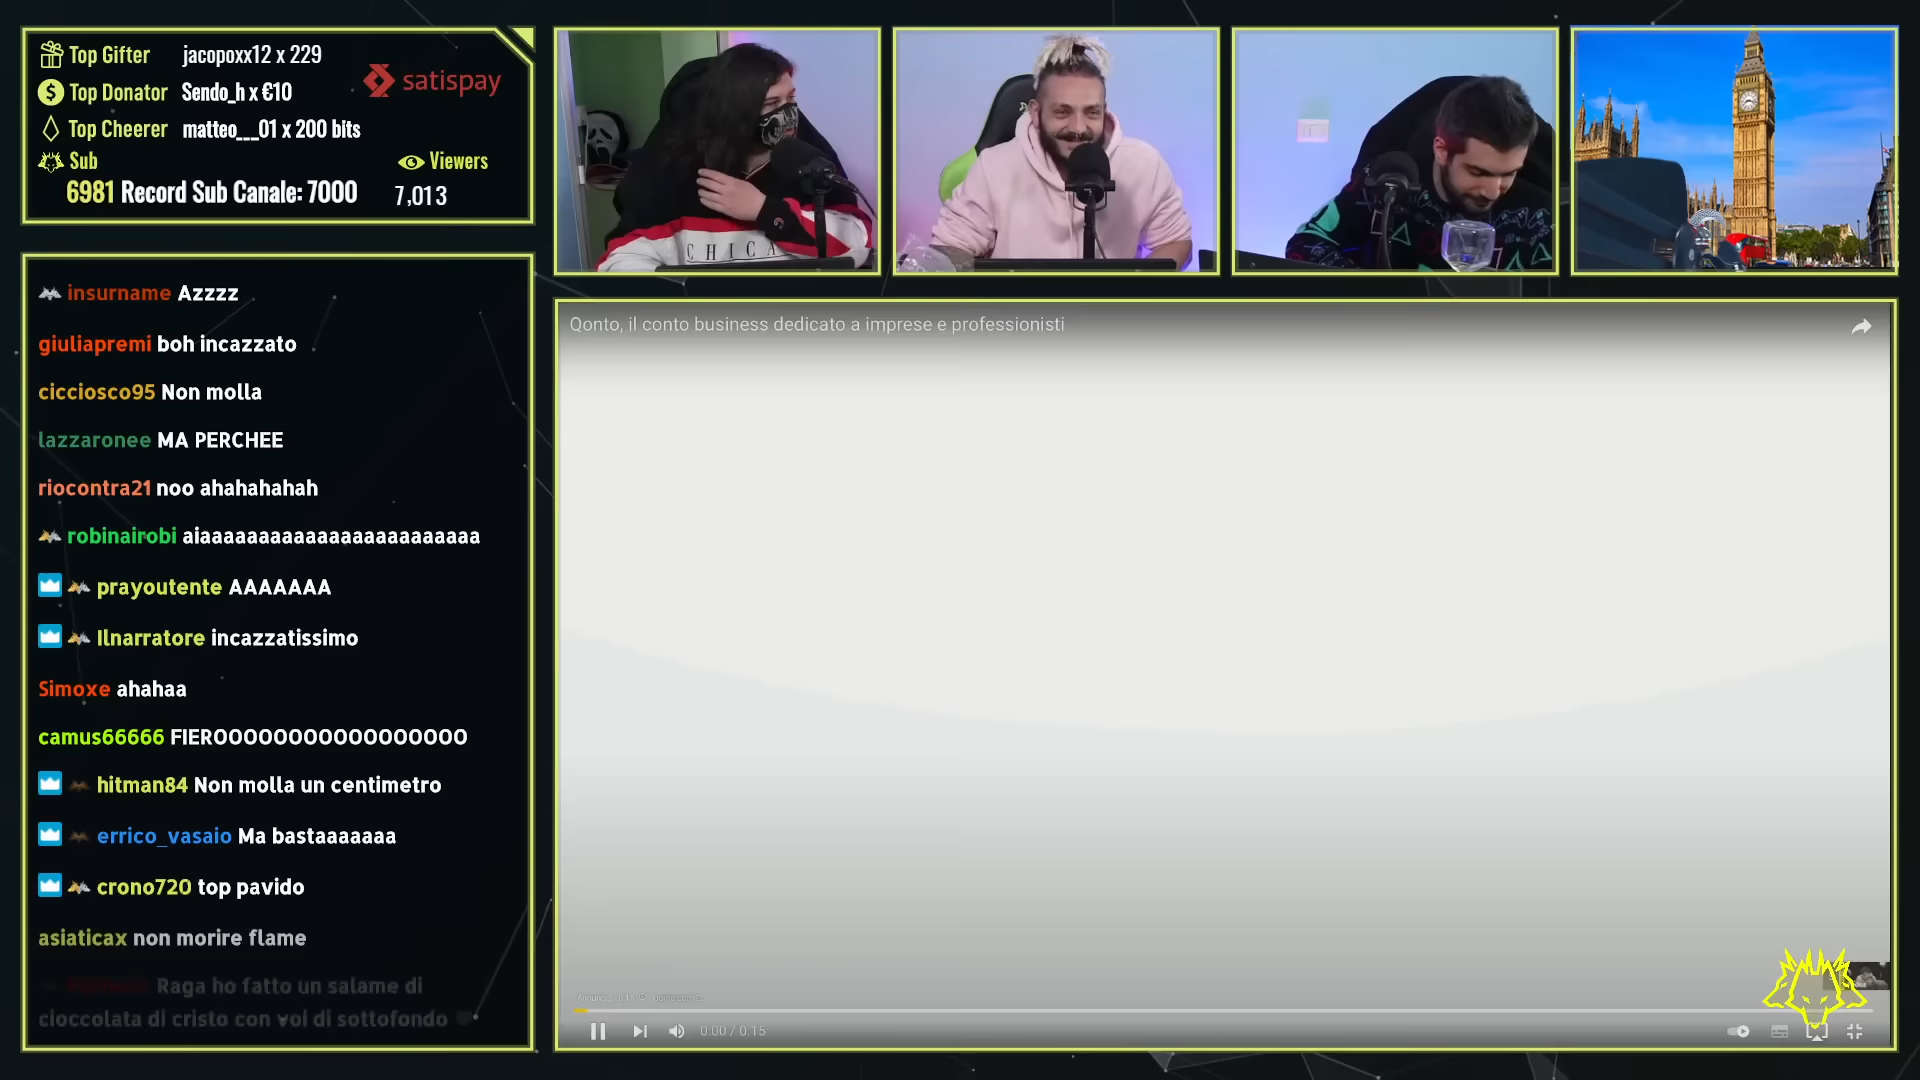 Top Gifter jacopoxx12 x 229
satispay
Top Donator Sendo_h x €10
Top Cheerer matteo___01 x 200 bits
Sub
Viewers
6981 Record Sub Canale: 7000
7,013
CHICA
insurname Azzzz
giuliapremi boh incazzato
cicciosco95 Non molla
lazzaronee MA PERCHEE
riocontra21 noo ahahahahah
robinairobi aiaaaaaaaaaaaaaaaaaaaaaaaa
prayoutente AAAAAAA
Ilnarratore incazzatissimo
Simoxe ahahaa
camus66666 FIEROOOOOOOOOOOOOOOOO
hitman84 Non molla un centimetro
errico_vasaio Ma bastaaaaaaa
crono720 top pavido
asiaticax non morire flame
Raga ho fatto un salame di
cioccolata di cristo con voi di sottofondo
Qonto, il conto business dedicato a imprese e professionisti
0:00 / 0:15